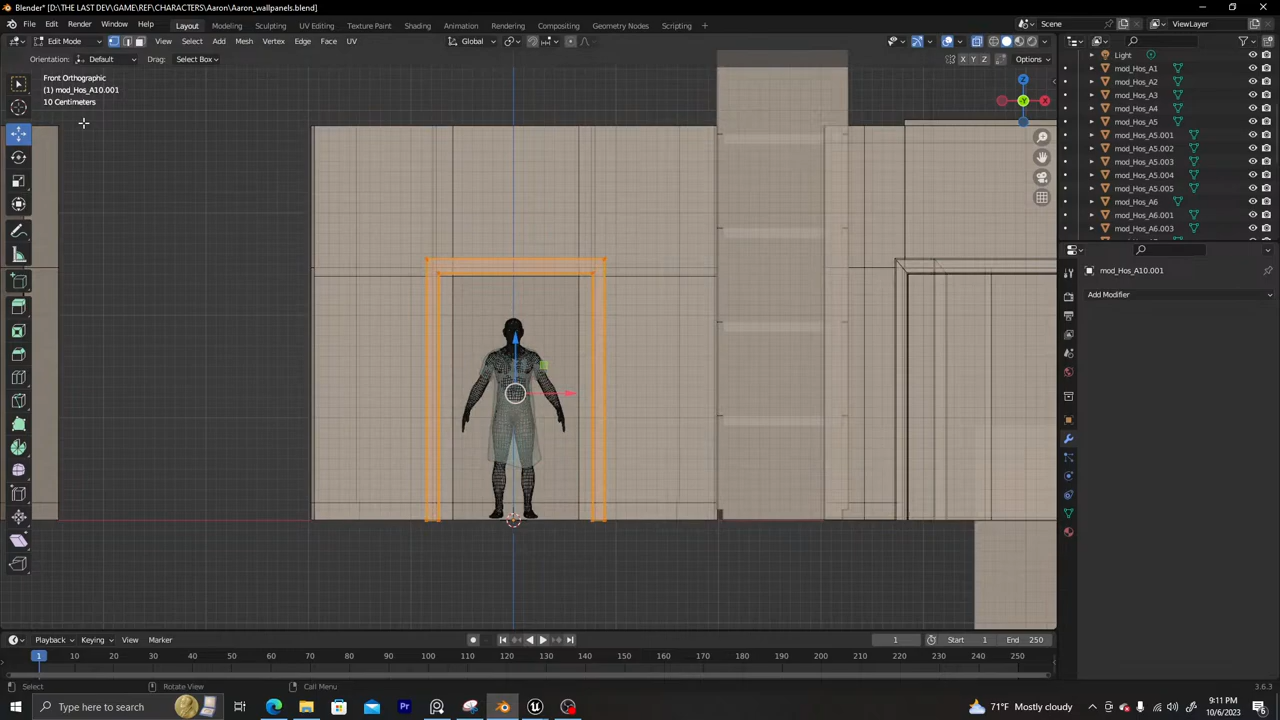 Blender* [D:\THE LAST DEV\GAME\REF\CHARACTERS\Aaron\Aaron_wallpanels.blend]
File Edit Render Window Help Layout Modeling Sculpting UV Editing Texture Paint Shading Animation Rendering Compositing Geometry Nodes Scripting Scene ViewLayer
Edit Mode View Select Add Mesh Vertex Edge Face UV Global
Orientation: Default Drag: Select Box X Y Z Options
Front Orthographic
(1) mod_Hos_A10.001
10 Centimeters
Z
Y
X
Light
mod_Hos_A1
mod_Hos_A2
mod_Hos_A3
mod_Hos_A4
mod_Hos_A5
mod_Hos_A5.001
mod_Hos_A5.002
mod_Hos_A5.003
mod_Hos_A5.004
mod_Hos_A5.005
mod_Hos_A6
mod_Hos_A6.001
mod_Hos_A6.003
mod_Hos_A10.001
Add Modifier
Playback Keying View Marker 1 Start 1 End 250
1 10 20 30 40 50 60 70 80 90 100 110 120 130 140 150 160 170 180 190 200 210 220 230 240 250
Select Rotate View Call Menu 3.6.3
Type here to search Pr 71°F Mostly cloudy 9:11 PM
10/6/2023